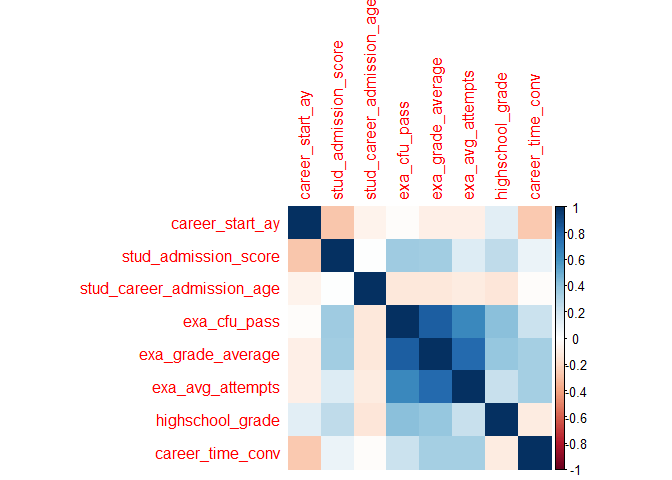 career_start_ay
stud_admission_score
stud_career_admission_age
exa_cfu_pass
exa_grade_average
exa_avg_attempts
highschool_grade
career_time_conv
career_start_ay
stud_admission_score
stud_career_admission_age
exa_cfu_pass
exa_grade_average
exa_avg_attempts
highschool_grade
career_time_conv
1
0.8
0.6
0.4
0.2
0
-0.2
-0.4
-0.6
-0.8
-1